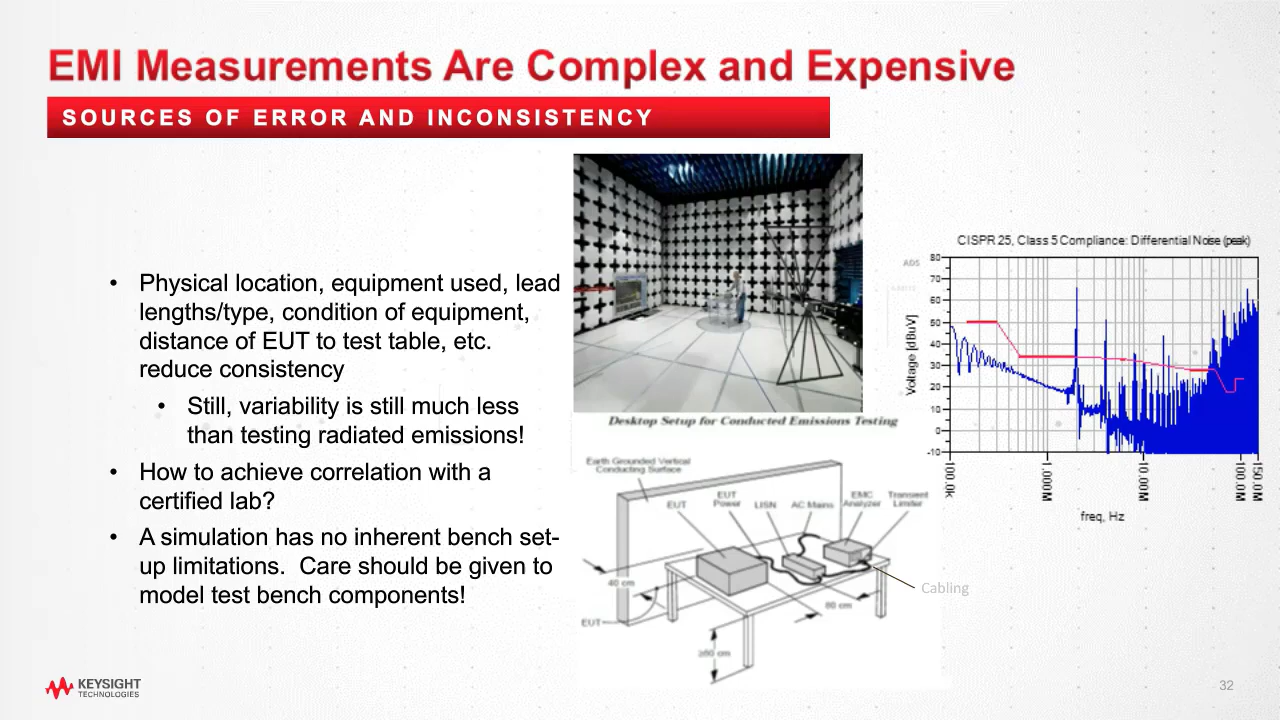 EMI Measurements Are Complex and Expensive
SOURCES OF ERROR AND INCONSISTENCY
• Physical location, equipment used, lead
lengths/type, condition of equipment,
distance of EUT to test table, etc.
reduce consistency
• Still, variability is still much less
than testing radiated emissions!
• How to achieve correlation with a
certified lab?
• A simulation has no inherent bench set-
up limitations. Care should be given to
model test bench components!
Desktop Setup for Conducted Emissions Testing
Earth Grounded Vertical
Conducting Surface
EUT
EUT
Power
LISN
AC Mains
EMC
Analyzer
Transient
Limiter
40 cm
80 cm
EUT
≥80 cm
Cabling
CISPR 25, Class 5 Compliance: Differential Noise (peak)
ADS
Voltage [dBuV]
80
70
60
50
40
30
20
10
0
-10
100.0k
1.000M
10.00M
100.0M
150.0M
freq, Hz
KEYSIGHT
TECHNOLOGIES
32